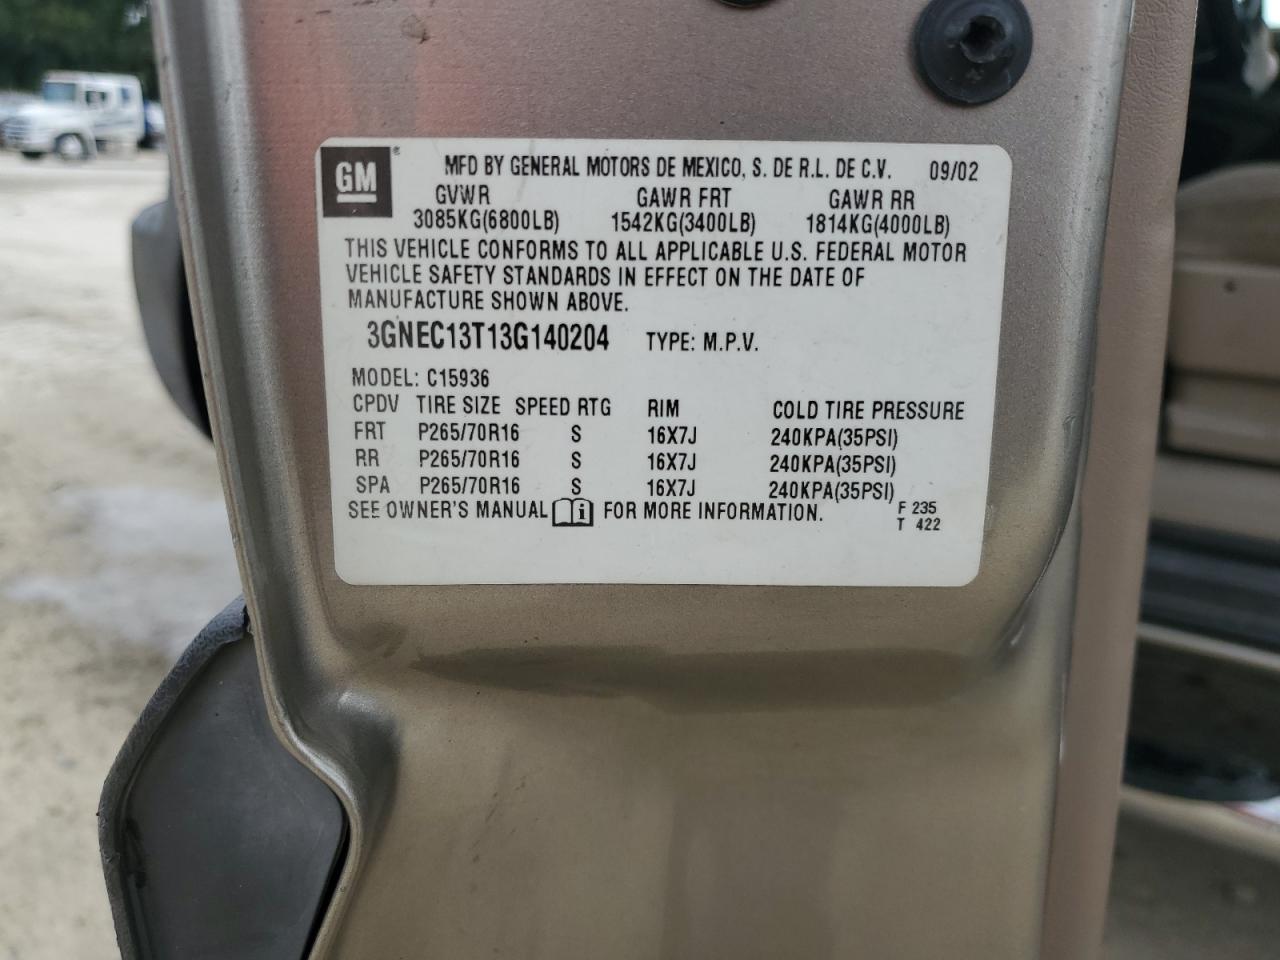 GM® MFD BY GENERAL MOTORS DE MEXICO, S. DE R.L. DE C.V. 09/02
GVWR GAWR FRT GAWR RR
3085KG(6800LB) 1542KG(3400LB) 1814KG(4000LB)
THIS VEHICLE CONFORMS TO ALL APPLICABLE U.S. FEDERAL MOTOR
VEHICLE SAFETY STANDARDS IN EFFECT ON THE DATE OF
MANUFACTURE SHOWN ABOVE.
3GNEC13T13G140204 TYPE: M.P.V.
MODEL: C15936
CPDV TIRE SIZE SPEED RTG RIM COLD TIRE PRESSURE
FRT P265/70R16 S 16X7J 240KPA(35PSI)
RR P265/70R16 S 16X7J 240KPA(35PSI)
SPA P265/70R16 S 16X7J 240KPA(35PSI)
SEE OWNER'S MANUAL i FOR MORE INFORMATION. F 235
T 422